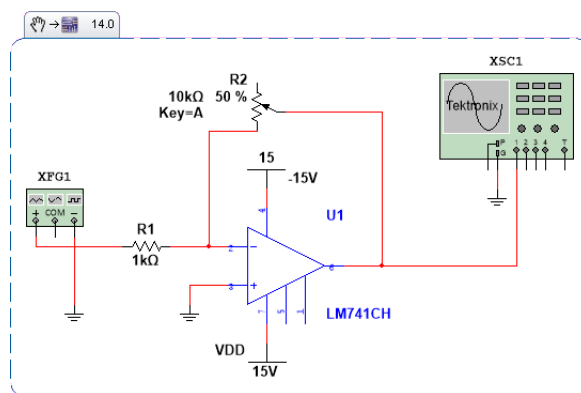 14.0
XSC1
R2
10kΩ
50 %
Key=A
Tektronix
P
G
1 2 3 4 T
15
-15V
XFG1
+ COM −
U1
4
R1
1kΩ
2 −
6
3 +
7 5 1
LM741CH
VDD
15V